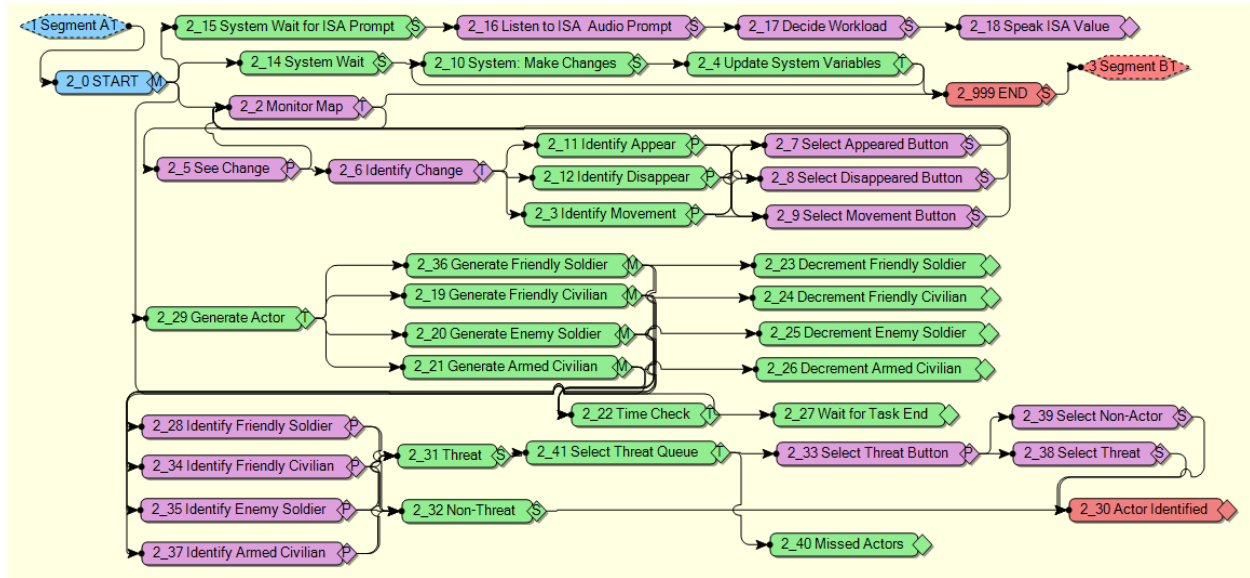 1 Segment AT
2_15 System Wait for ISA Prompt S
2_16 Listen to ISA Audio Prompt S
2_17 Decide Workload S
2_18 Speak ISA Value
2_0 START M
2_14 System Wait S
2_10 System: Make Changes S
2_4 Update System Variables T
3 Segment BT
2_2 Monitor Map T
2_999 END S
2_5 See Change P
2_6 Identify Change T
2_11 Identify Appear P
2_7 Select Appeared Button S
2_12 Identify Disappear P
2_8 Select Disappeared Button S
2_3 Identify Movement P
2_9 Select Movement Button S
2_36 Generate Friendly Soldier M
2_23 Decrement Friendly Soldier
2_19 Generate Friendly Civilian M
2_24 Decrement Friendly Civilian
2_29 Generate Actor T
2_20 Generate Enemy Soldier M
2_25 Decrement Enemy Soldier
2_21 Generate Armed Civilian M
2_26 Decrement Armed Civilian
2_22 Time Check T
2_27 Wait for Task End
2_39 Select Non-Actor S
2_28 Identify Friendly Soldier P
2_31 Threat S
2_41 Select Threat Queue T
2_33 Select Threat Button P
2_38 Select Threat S
2_34 Identify Friendly Civilian P
2_35 Identify Enemy Soldier P
2_32 Non-Threat S
2_30 Actor Identified
2_37 Identify Armed Civilian P
2_40 Missed Actors